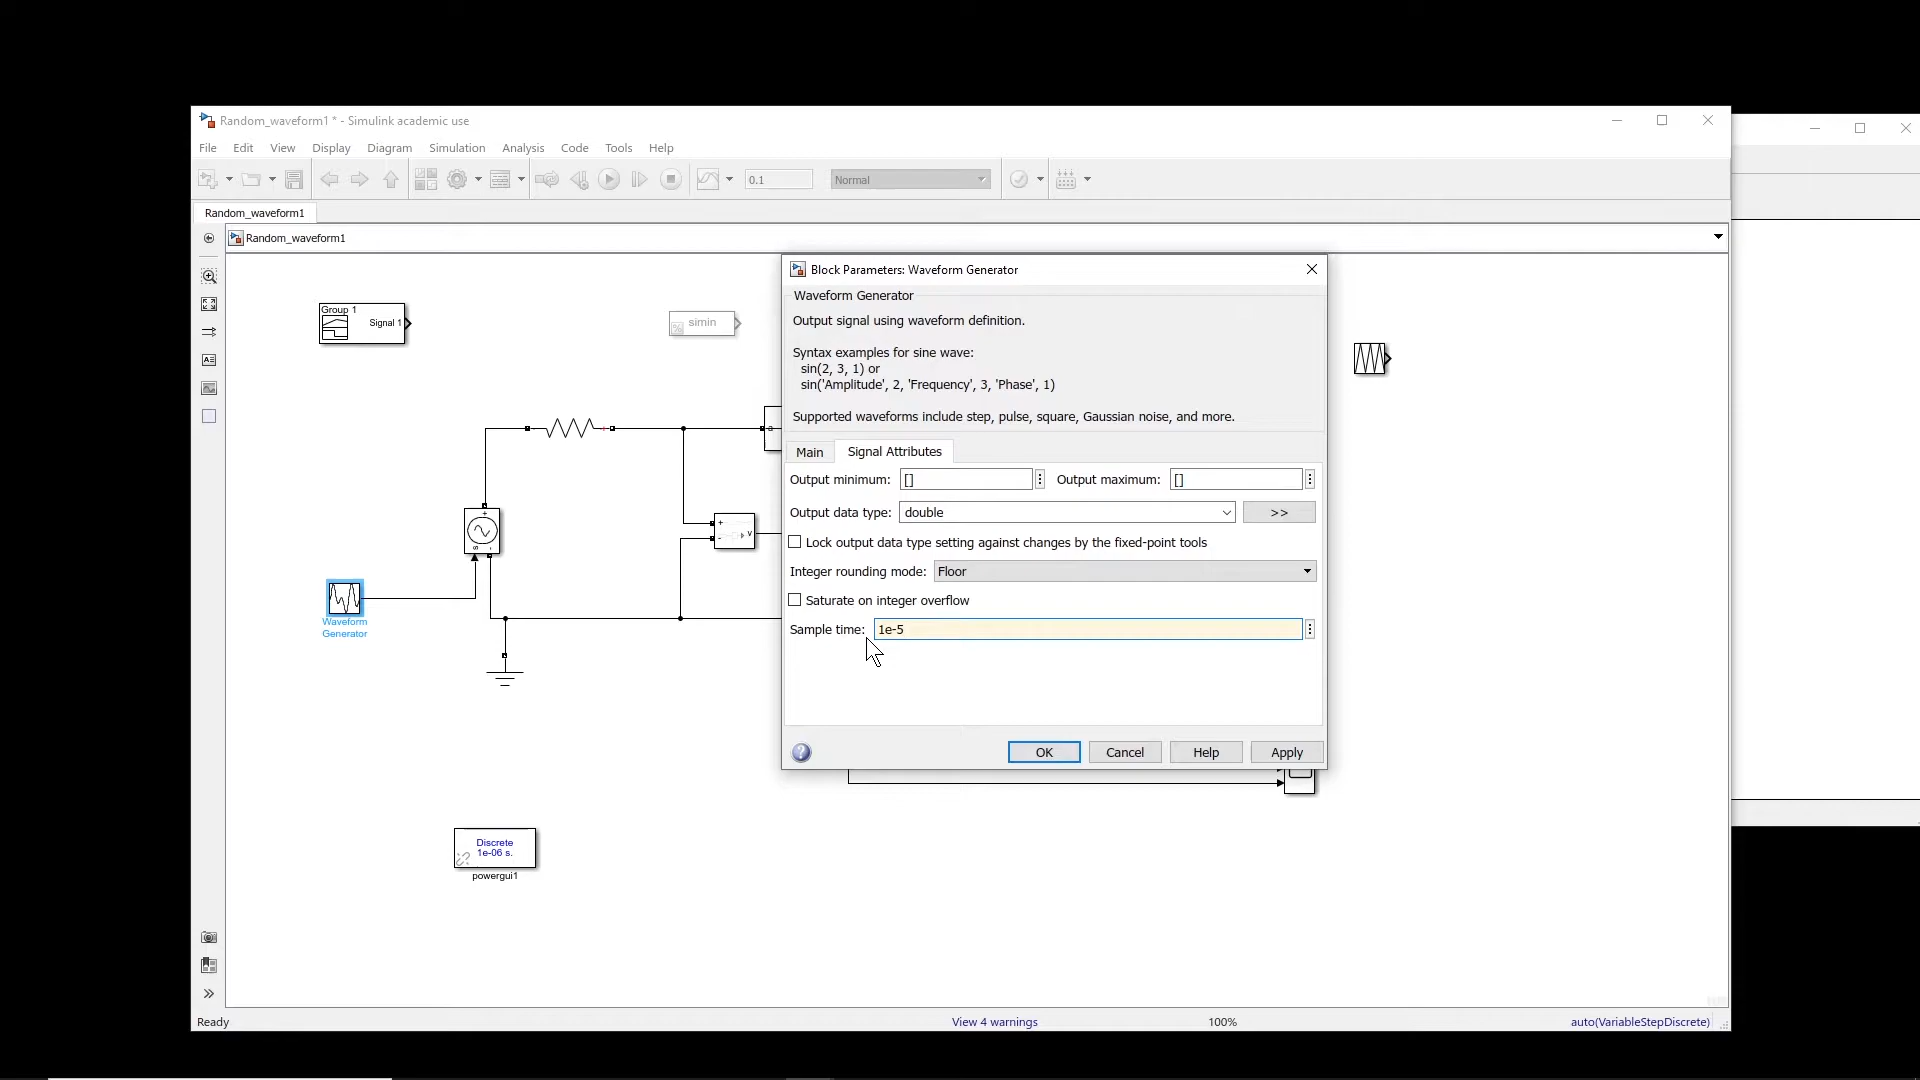 Random_waveform1 * - Simulink academic use
File Edit View Display Diagram Simulation Analysis Code Tools Help
0.1 Normal
Random_waveform1
Random_waveform1
Group 1
Signal 1
simin
Waveform
Generator
Discrete
1e-06 s.
powergui1
Block Parameters: Waveform Generator
Waveform Generator
Output signal using waveform definition.
Syntax examples for sine wave:
sin(2, 3, 1) or
sin('Amplitude', 2, 'Frequency', 3, 'Phase', 1)
Supported waveforms include step, pulse, square, Gaussian noise, and more.
Main Signal Attributes
Output minimum: [] Output maximum: []
Output data type: double >>
Lock output data type setting against changes by the fixed-point tools
Integer rounding mode: Floor
Saturate on integer overflow
Sample time: 1e-5
OK Cancel Help Apply
Ready View 4 warnings 100% auto(VariableStepDiscrete)